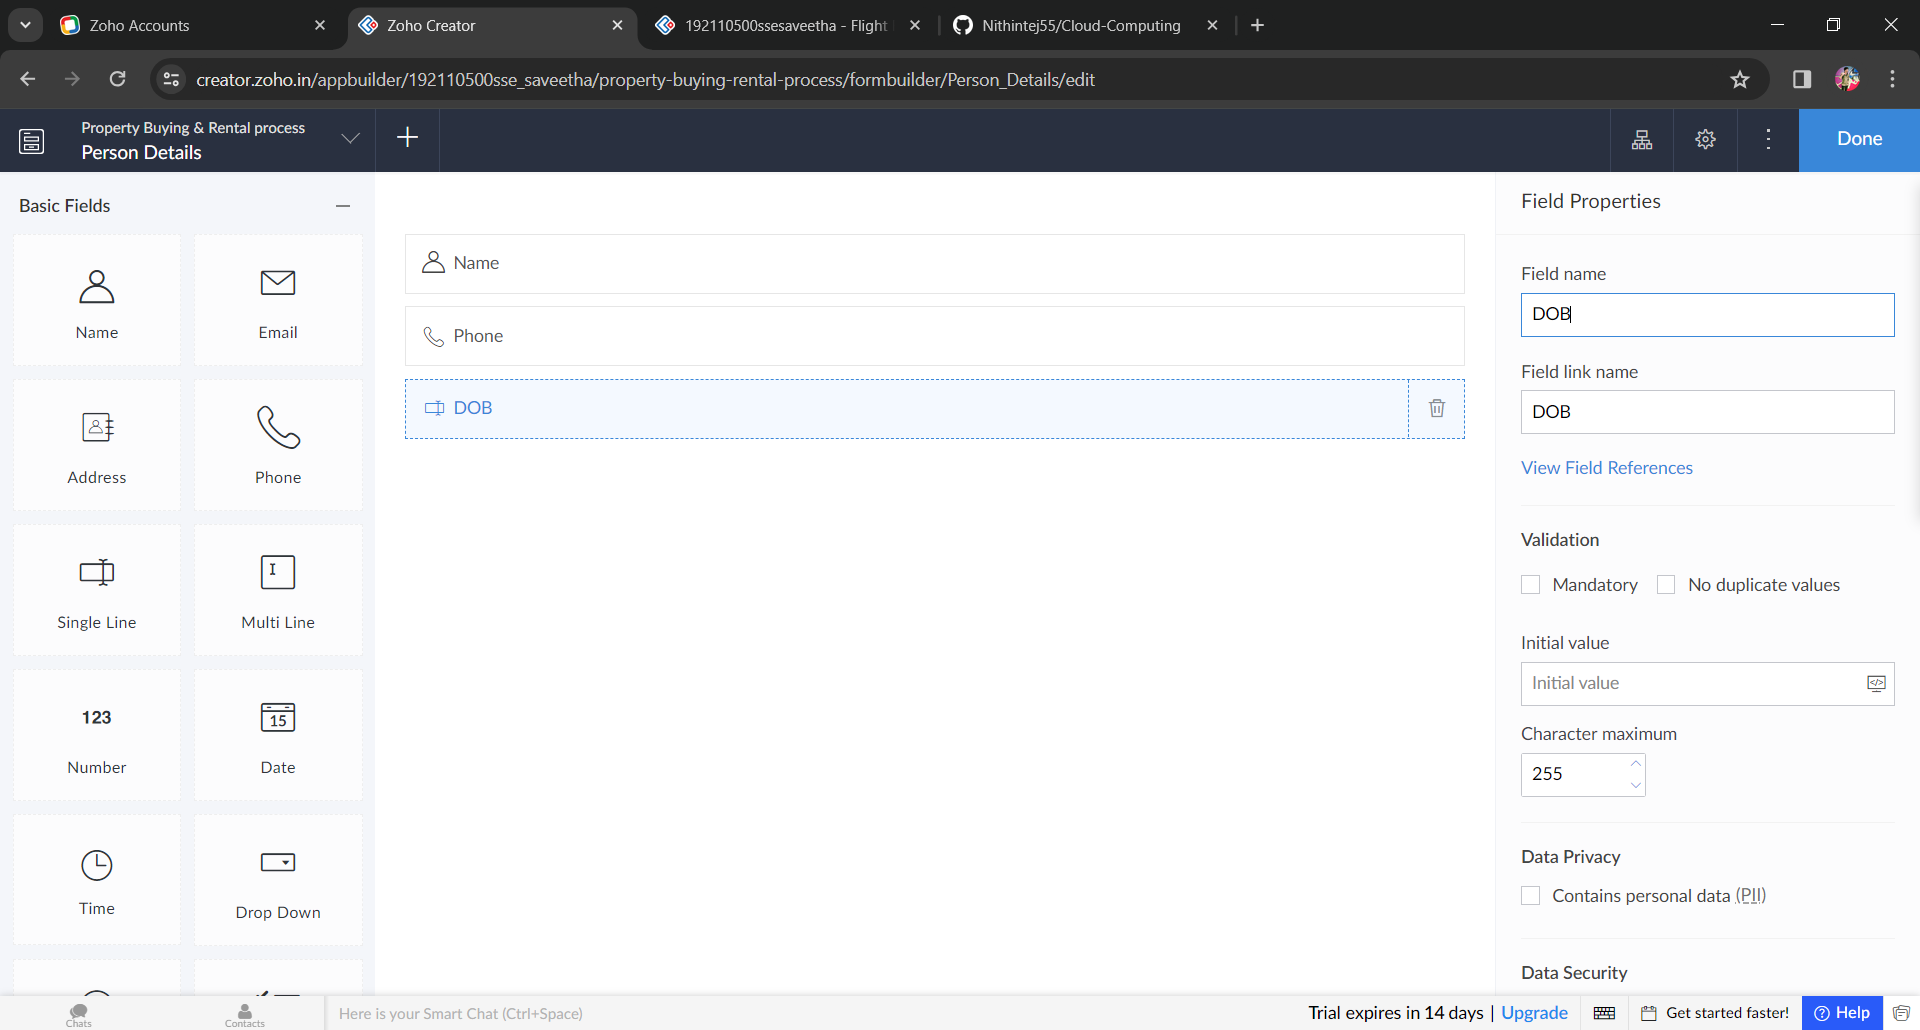 Zoho Accounts
Zoho Creator
192110500ssesaveetha - Flight
Nithintej55/Cloud-Computing
creator.zoho.in/appbuilder/192110500sse_saveetha/property-buying-rental-process/formbuilder/Person_Details/edit
Property Buying & Rental process
Person Details
Done
Basic Fields
Name
Email
Address
Phone
Single Line
Multi Line
123
Number
15
Date
Time
Drop Down
Name
Phone
DOB
Field Properties
Field name
DOB
Field link name
DOB
View Field References
Validation
Mandatory
No duplicate values
Initial value
Initial value
Character maximum
255
Data Privacy
Contains personal data (PII)
Data Security
Chats
Contacts
Here is your Smart Chat (Ctrl+Space)
Trial expires in 14 days | Upgrade
Get started faster!
Help